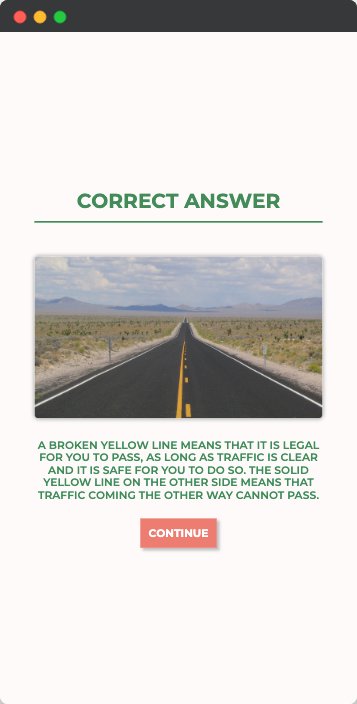 CORRECT ANSWER
A BROKEN YELLOW LINE MEANS THAT IT IS LEGAL
FOR YOU TO PASS, AS LONG AS TRAFFIC IS CLEAR
AND IT IS SAFE FOR YOU TO DO SO. THE SOLID
YELLOW LINE ON THE OTHER SIDE MEANS THAT
TRAFFIC COMING THE OTHER WAY CANNOT PASS.
CONTINUE